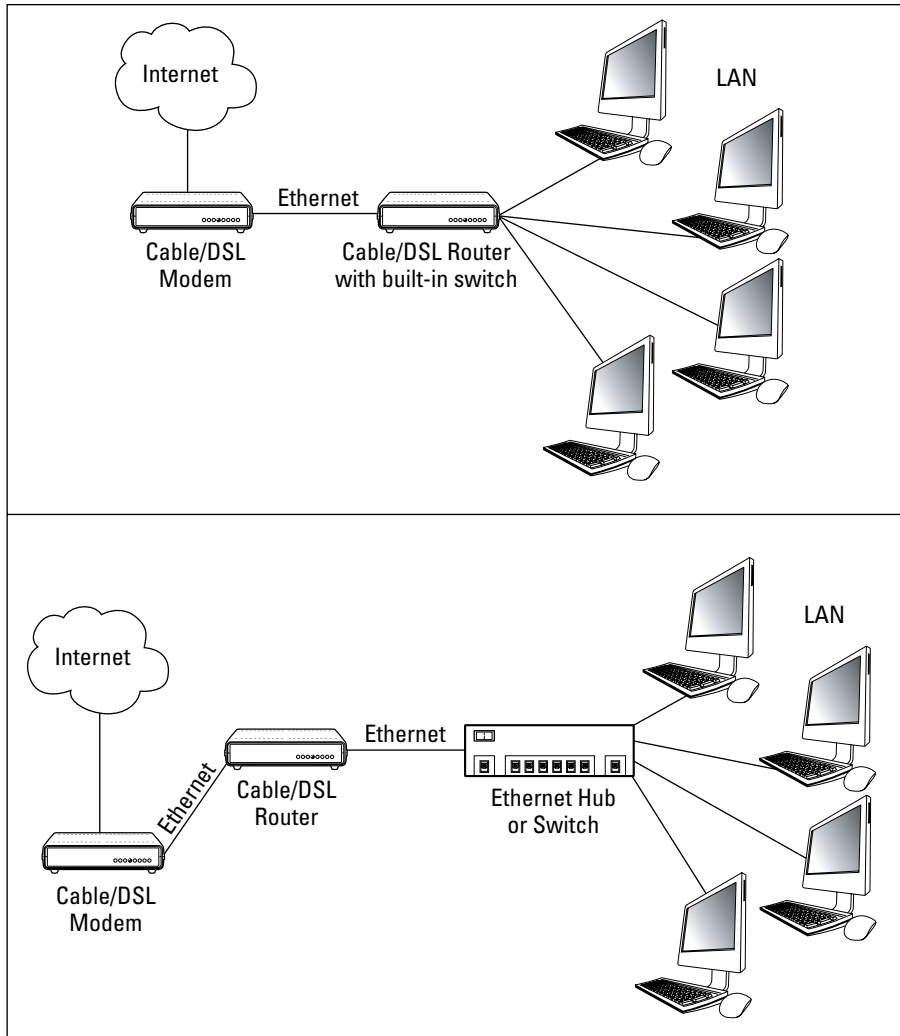 Internet
LAN
Ethernet
Cable/DSL
Modem
Cable/DSL Router
with built-in switch
Internet
LAN
Ethernet
Ethernet
Cable/DSL
Router
Ethernet Hub
or Switch
Cable/DSL
Modem